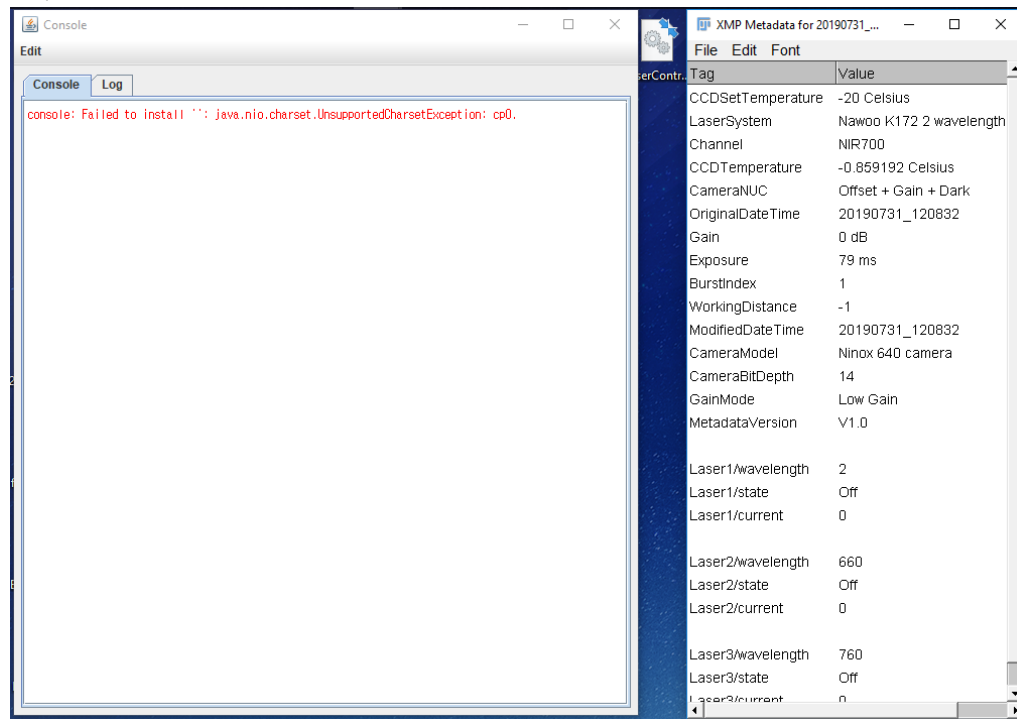 Console
Edit
Console Log
console: Failed to install ``: java.nio.charset.UnsupportedCharsetException: cp0.
serContr..
XMP Metadata for 20190731_...
File Edit Font
Tag Value
CCDSetTemperature -20 Celsius
LaserSystem Nawoo K172 2 wavelength
Channel NIR700
CCDTemperature -0.859192 Celsius
CameraNUC Offset + Gain + Dark
OriginalDateTime 20190731_120832
Gain 0 dB
Exposure 79 ms
BurstIndex 1
WorkingDistance -1
ModifiedDateTime 20190731_120832
CameraModel Ninox 640 camera
CameraBitDepth 14
GainMode Low Gain
MetadataVersion V1.0
Laser1/wavelength 2
Laser1/state Off
Laser1/current 0
Laser2/wavelength 660
Laser2/state Off
Laser2/current 0
Laser3/wavelength 760
Laser3/state Off
Laser3/current 0